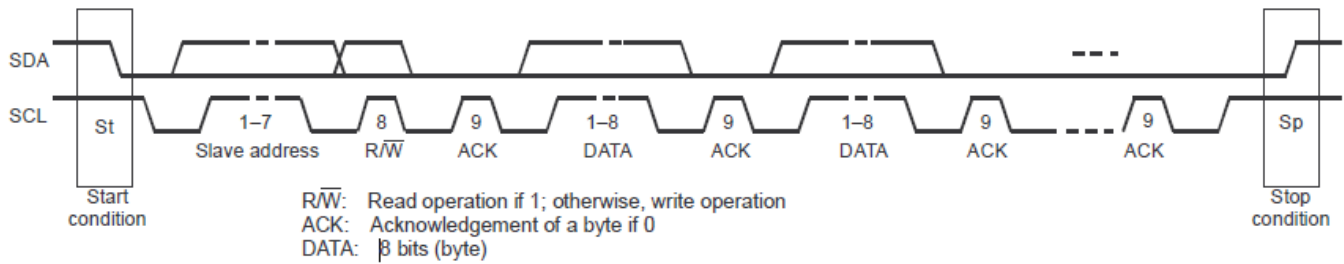 SDA
SCL
St 1–7 8 9 1–8 9 1–8 9 9 Sp
Slave address R/W̅ ACK DATA ACK DATA ACK ACK
Start
condition
Stop
condition
R/W̅: Read operation if 1; otherwise, write operation
ACK: Acknowledgement of a byte if 0
DATA: 8 bits (byte)